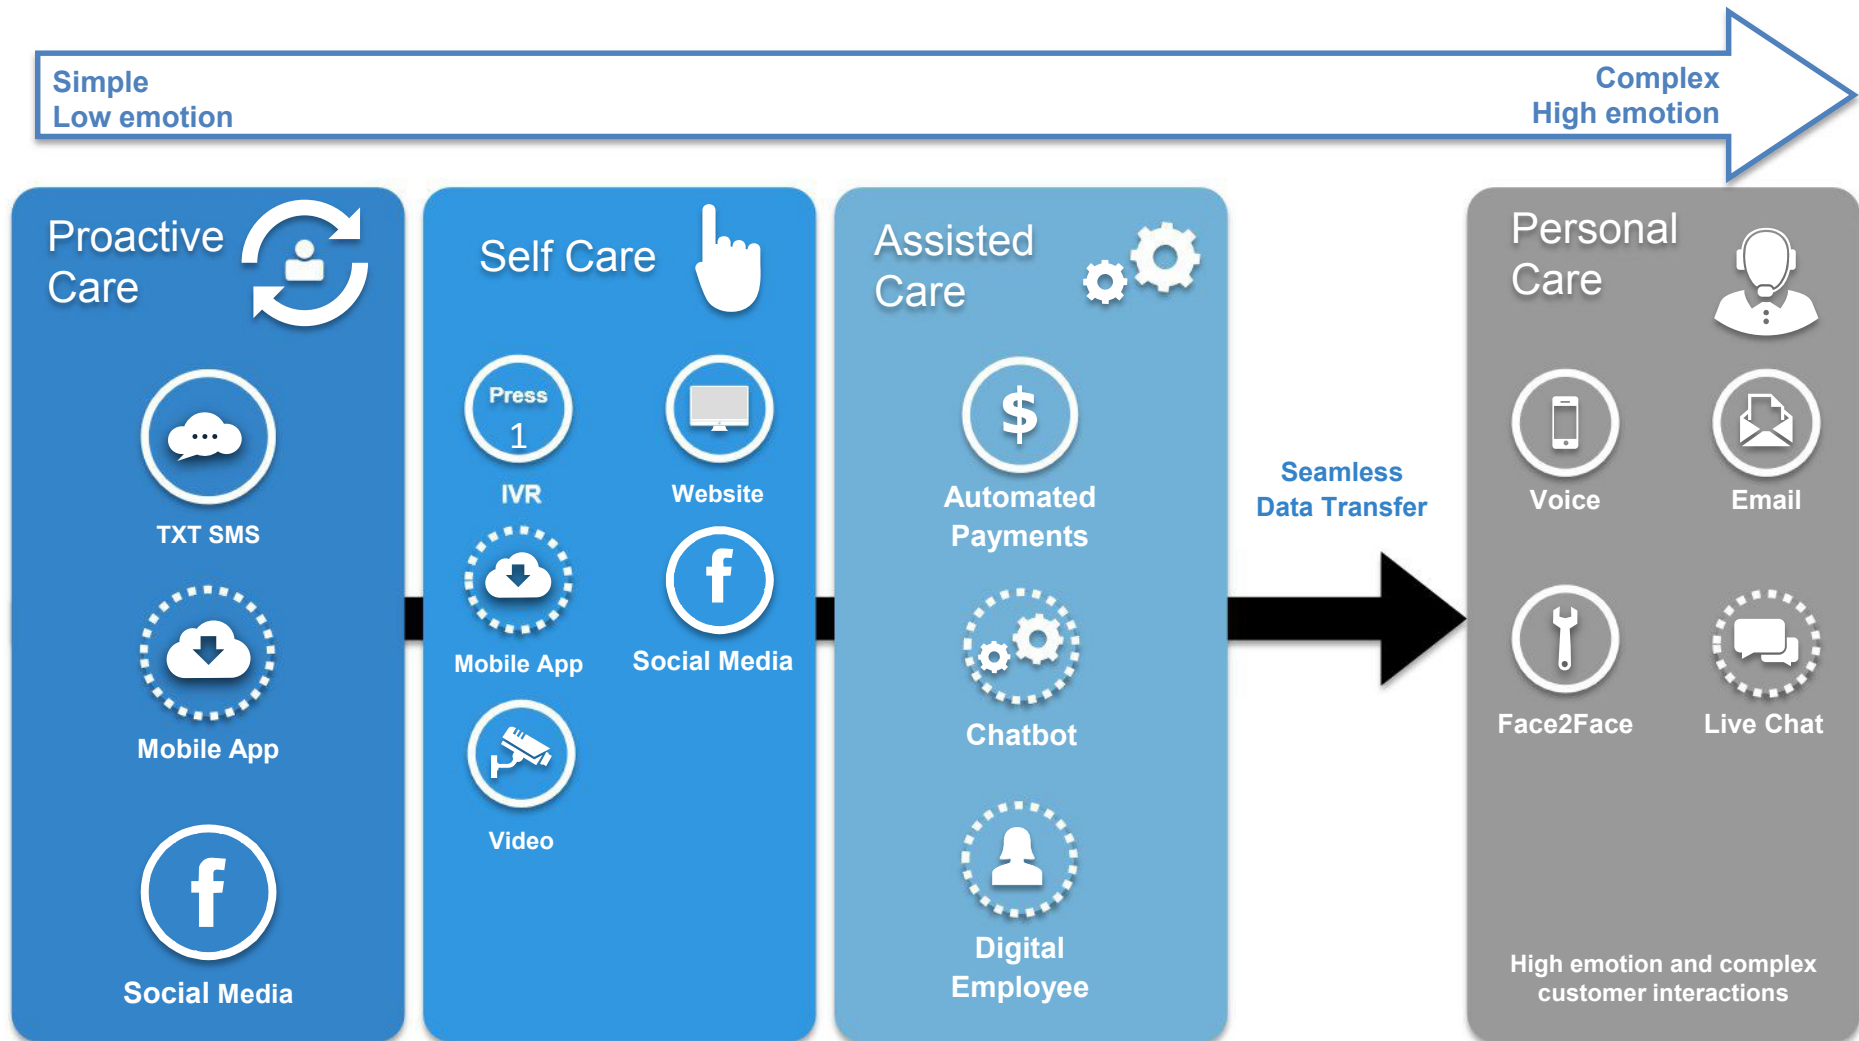 Simple
Low emotion
Complex
High emotion
Proactive
Care
TXT SMS
Mobile App
Social Media
Self Care
Press
1
IVR
Website
Mobile App
Social Media
Video
Assisted
Care
$
Automated
Payments
Chatbot
Digital
Employee
Seamless
Data Transfer
Personal
Care
Voice
Email
Face2Face
Live Chat
High emotion and complex
customer interactions